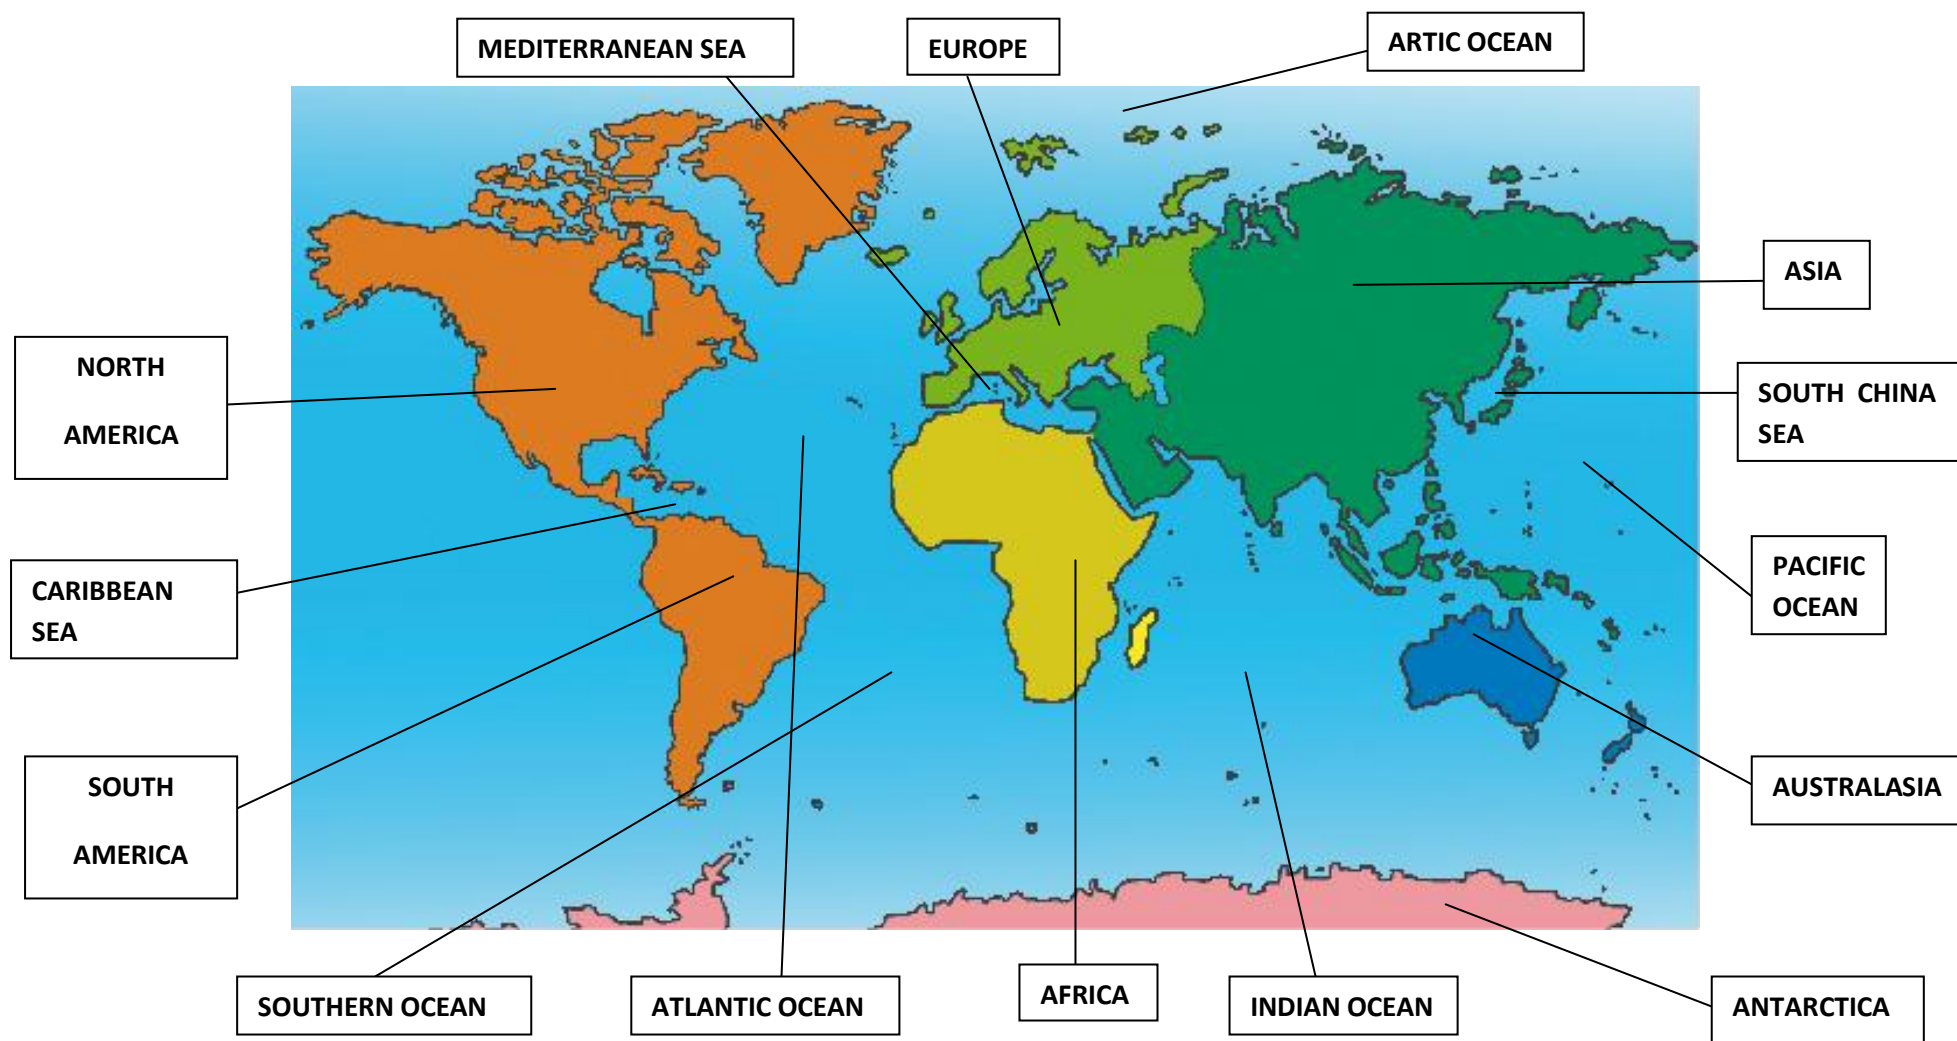 MEDITERRANEAN SEA
EUROPE
ARTIC OCEAN
ASIA
NORTH
AMERICA
SOUTH CHINA
SEA
CARIBBEAN
SEA
PACIFIC
OCEAN
SOUTH
AMERICA
AUSTRALASIA
SOUTHERN OCEAN
ATLANTIC OCEAN
AFRICA
INDIAN OCEAN
ANTARCTICA